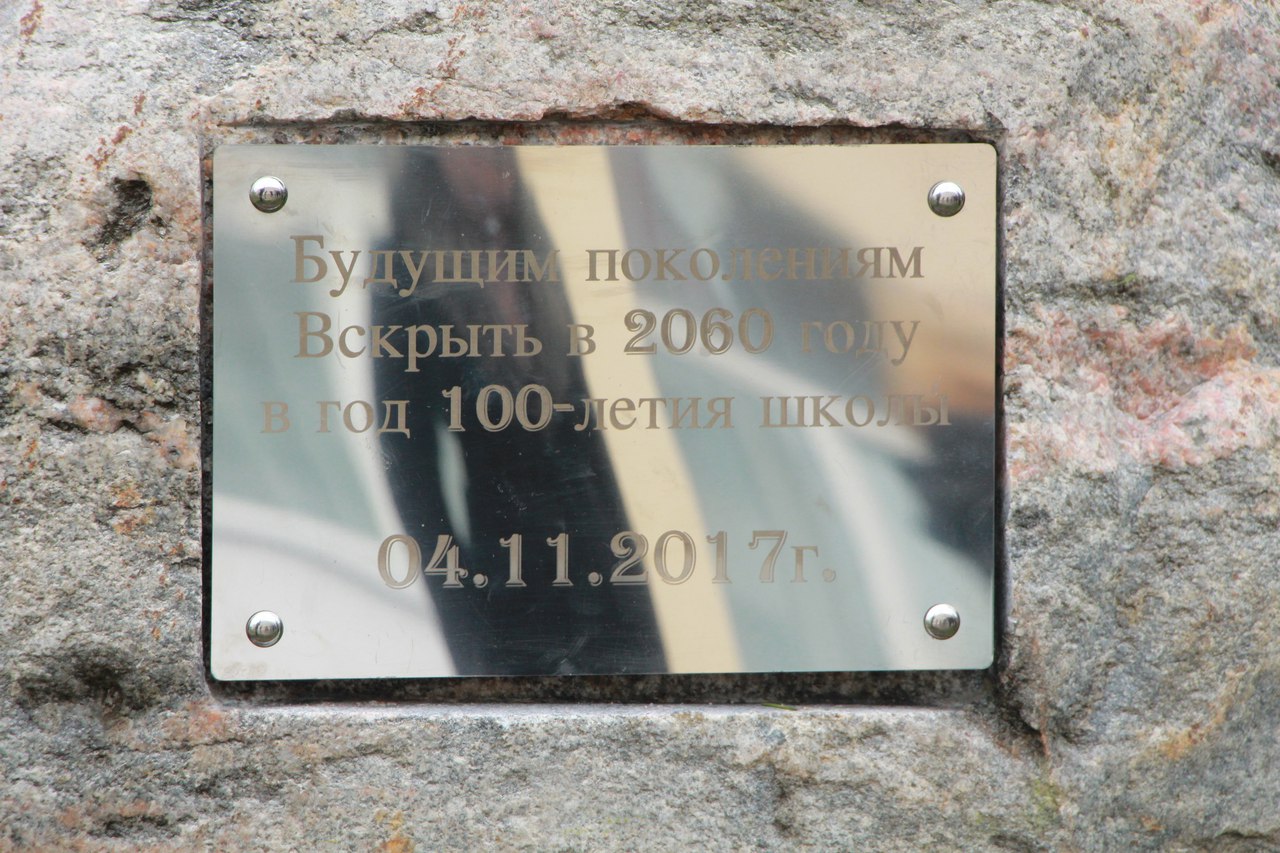 Будущим поколениям
Вскрыть в 2060 году
в год 100-летия школы
04.11.2017г.